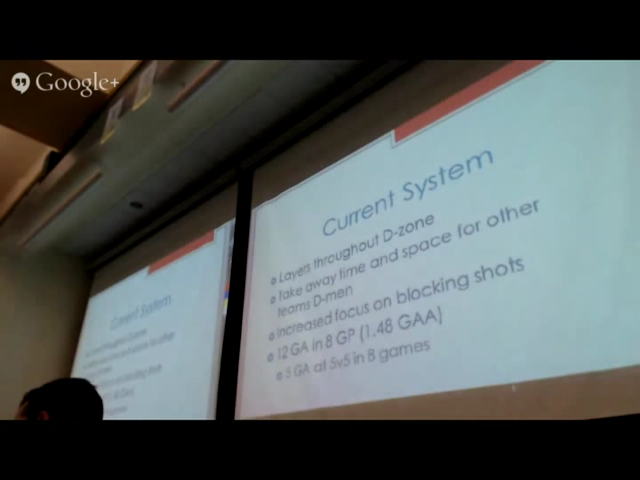 Google+
Current System
Layers throughout D-zone
Take away time and space for other
teams D-men
Increased focus on blocking shots
12 GA in 8 GP (1.48 GAA)
5 GA at 5v5 in 8 games
Current System